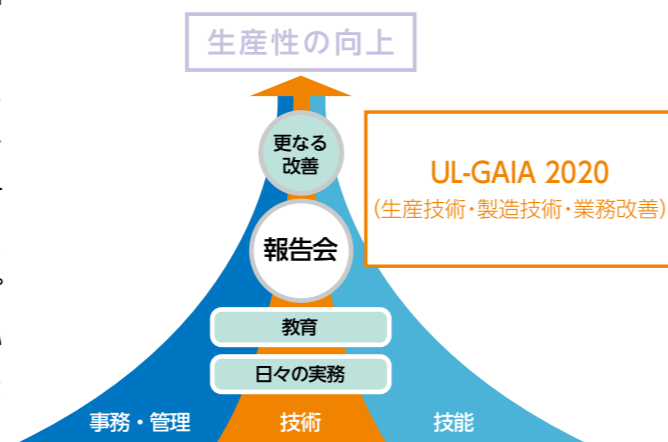 生産性の向上
更なる
改善
UL-GAIA 2020
(生産技術・製造技術・業務改善)
報告会
教育
日々の実務
事務・管理
技術
技能